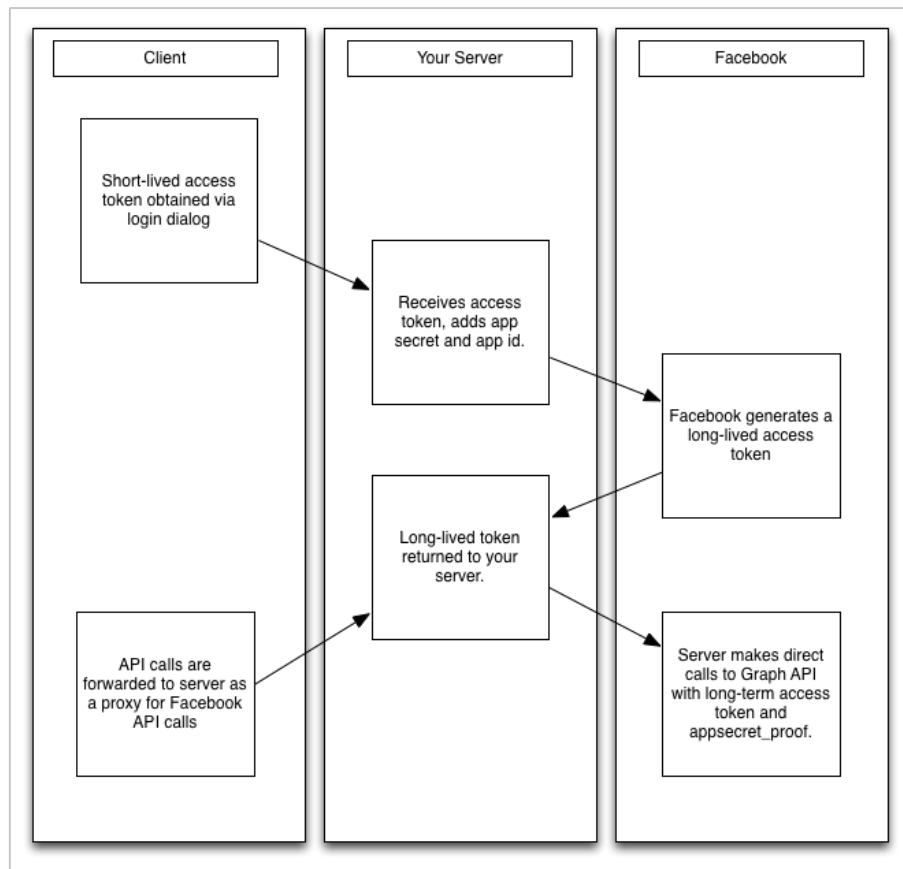 Client
Your Server
Facebook
Short-lived access
token obtained via
login dialog
Receives access
token, adds app
secret and app id.
Facebook generates a
long-lived access
token
Long-lived token
returned to your
server.
API calls are
forwarded to server as
a proxy for Facebook
API calls
Server makes direct
calls to Graph API
with long-term access
token and
appsecret_proof.